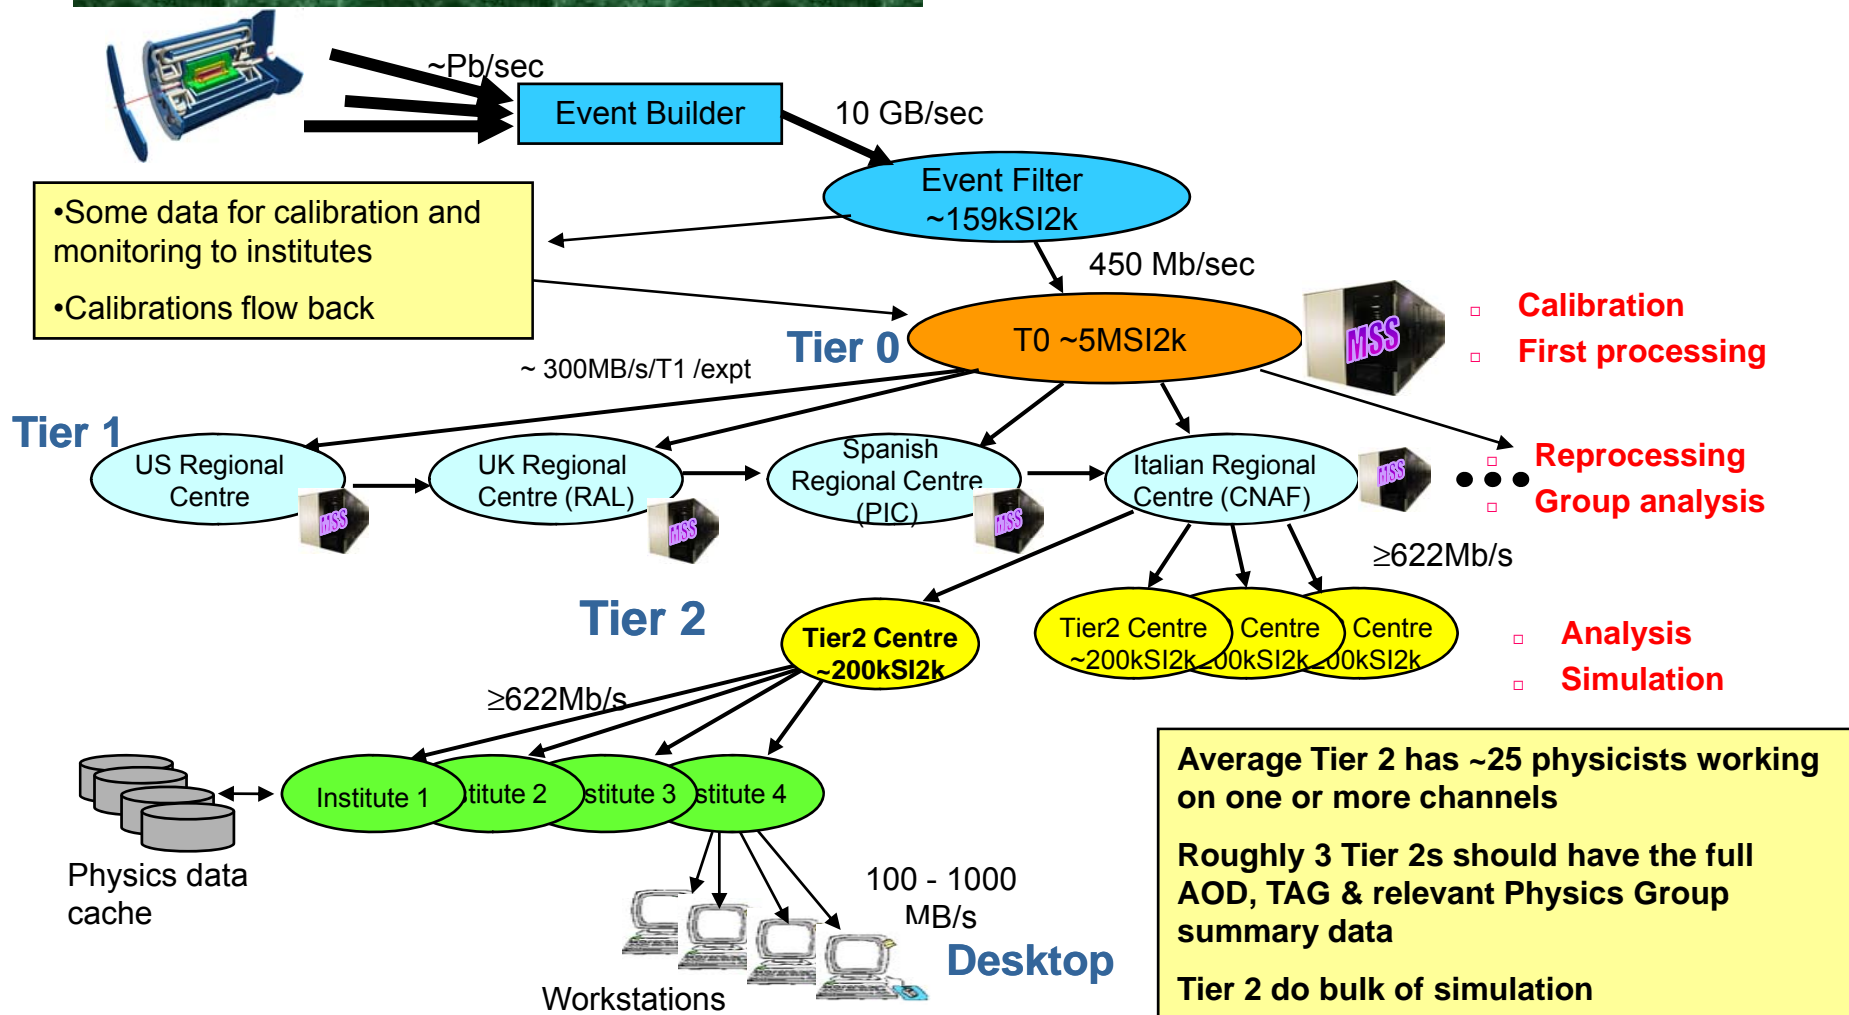 ~Pb/sec
Event Builder
10 GB/sec
Event Filter
~159kSI2k
•Some data for calibration and
monitoring to institutes
•Calibrations flow back
450 Mb/sec
Tier 0
T0 ~5MSI2k
MSS
Calibration
First processing
~ 300MB/s/T1 /expt
Tier 1
US Regional
Centre
MSS
UK Regional
Centre (RAL)
MSS
Spanish
Regional Centre
(PIC)
MSS
Italian Regional
Centre (CNAF)
MSS
Reprocessing
Group analysis
≥622Mb/s
Tier 2
Tier2 Centre
~200kSI2k
Tier2 Centre
~200kSI2k
Centre
200kSI2k
Centre
200kSI2k
Analysis
Simulation
≥622Mb/s
Institute 1
stitute 2
stitute 3
stitute 4
Physics data
cache
100 - 1000
MB/s
Desktop
Workstations
Average Tier 2 has ~25 physicists working
on one or more channels
Roughly 3 Tier 2s should have the full
AOD, TAG & relevant Physics Group
summary data
Tier 2 do bulk of simulation